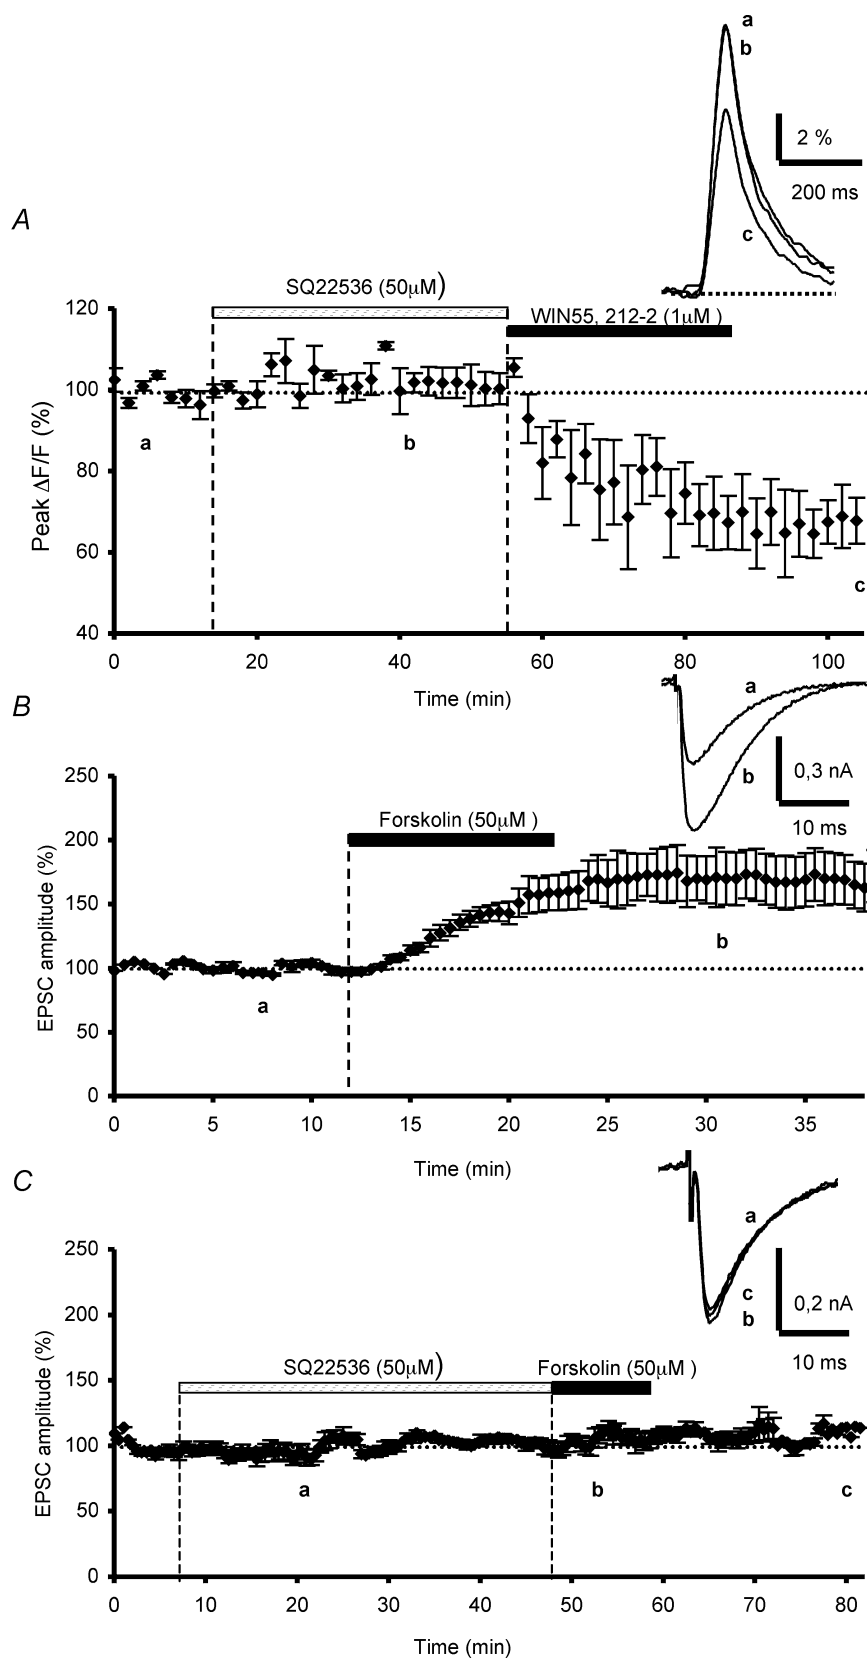 a
b
2 %
200 ms
A
c
SQ22536 (50μM)
WIN55, 212-2 (1μM )
120
100
80
60
40
Peak ΔF/F (%)
a
b
c
0 20 40 60 80 100
Time (min)
B
a
b
0,3 nA
10 ms
250
200
150
100
50
0
EPSC amplitude (%)
Forskolin (50μM )
a
b
0 5 10 15 20 25 30 35
Time (min)
C
a
c
b
0,2 nA
10 ms
250
200
150
100
50
0
EPSC amplitude (%)
SQ22536 (50μM)
Forskolin (50μM )
a
b
c
0 10 20 30 40 50 60 70 80
Time (min)